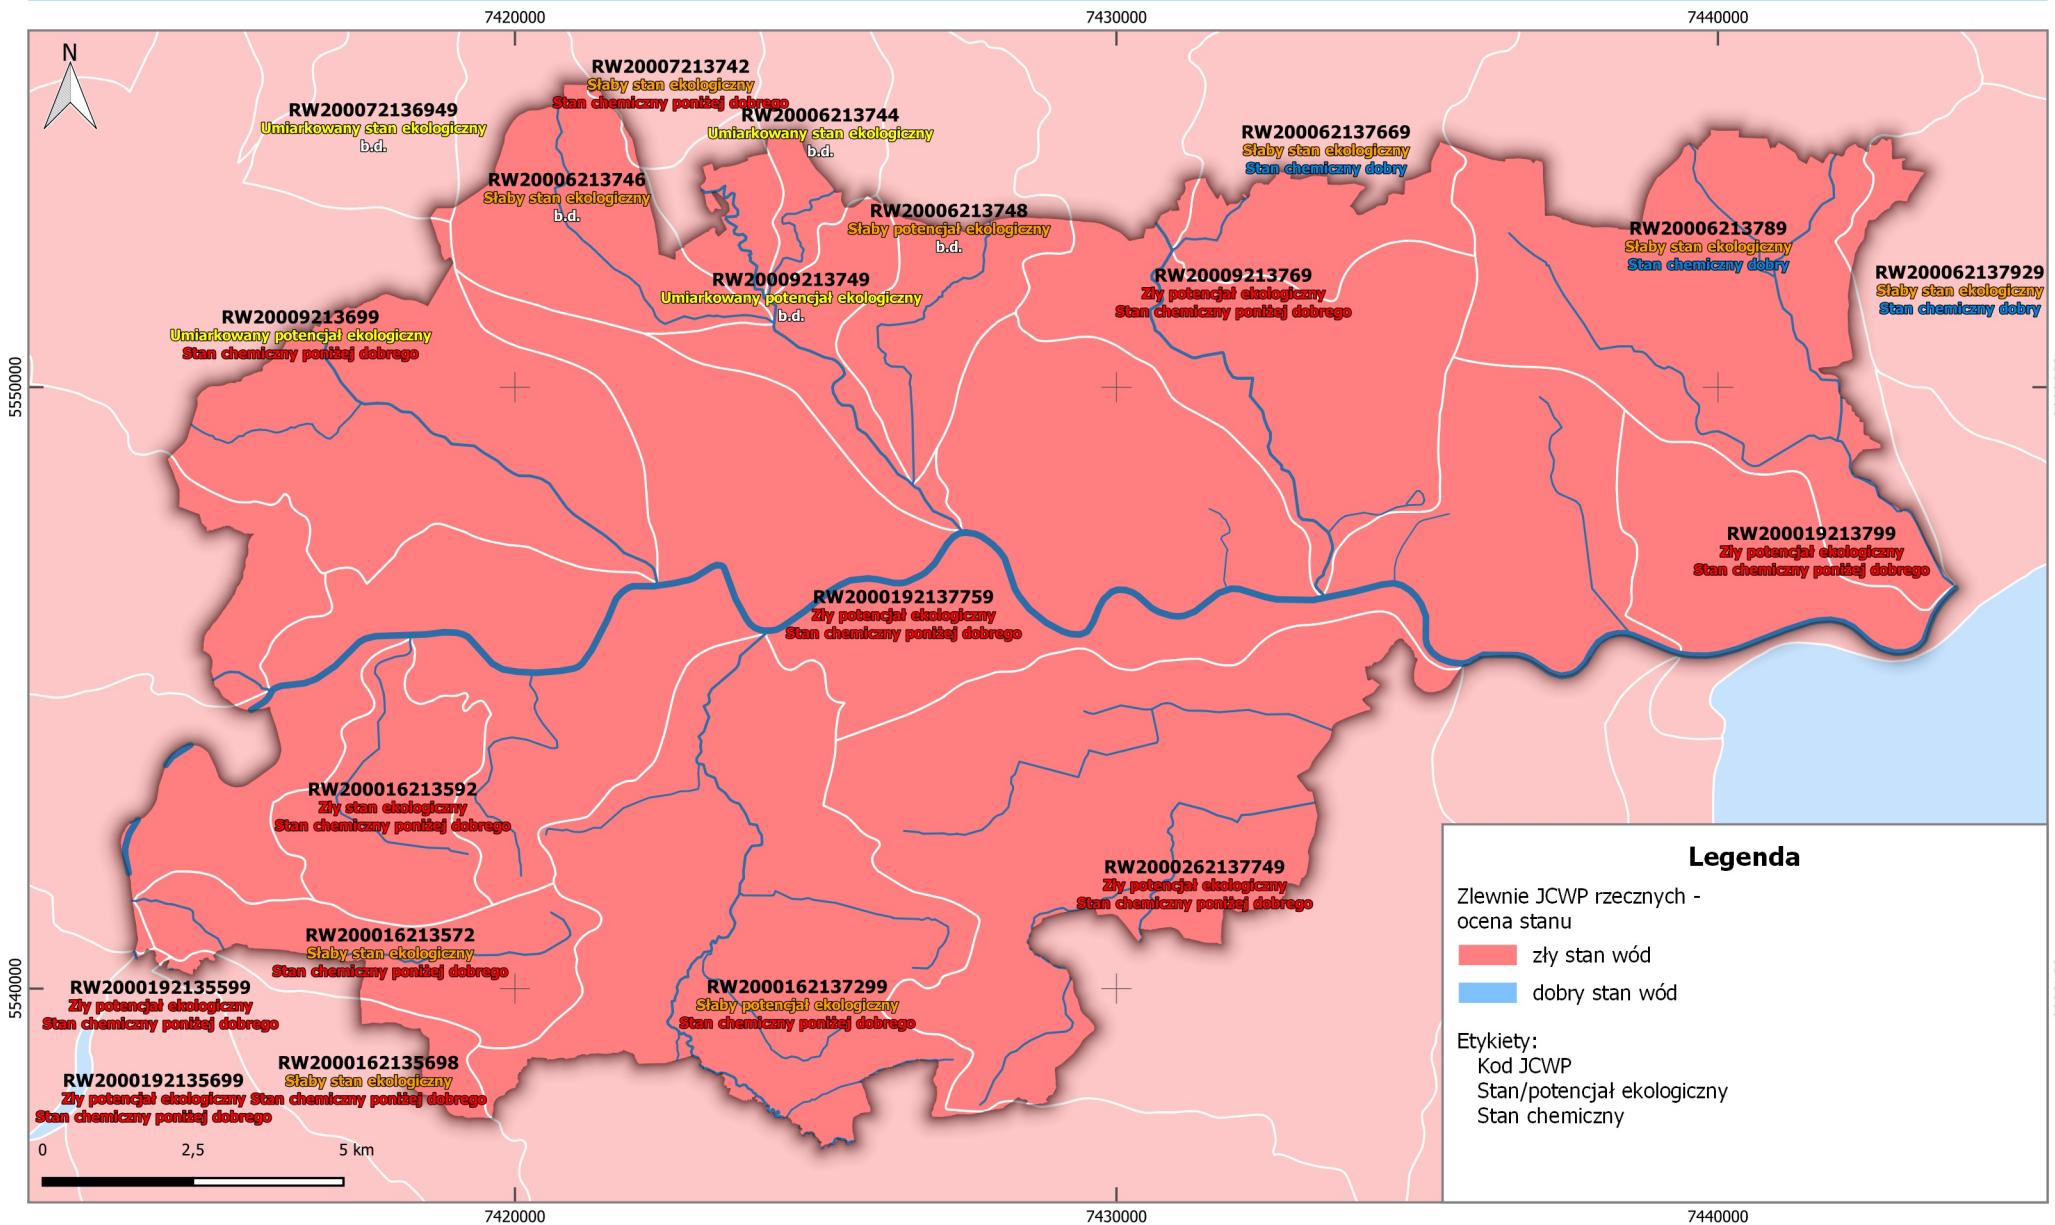 7420000
7430000
7440000
N
RW20007213742
Słaby stan ekologiczny
Stan chemiczny poniżej dobrego
RW200072136949
Umiarkowany stan ekologiczny
b.d.
RW20006213744
Umiarkowany stan ekologiczny
b.d.
RW200062137669
Słaby stan ekologiczny
Stan chemiczny dobry
RW20006213746
Słaby stan ekologiczny
b.d.
RW20006213748
Słaby potencjał ekologiczny
b.d.
RW20006213789
Słaby stan ekologiczny
Stan chemiczny dobry
RW20009213749
Umiarkowany potencjał ekologiczny
b.d.
RW20009213769
Zły potencjał ekologiczny
Stan chemiczny poniżej dobrego
RW200062137929
Słaby stan ekologiczny
Stan chemiczny dobry
RW20009213699
Umiarkowany potencjał ekologiczny
Stan chemiczny poniżej dobrego
5550000
RW200019213799
Zły potencjał ekologiczny
Stan chemiczny poniżej dobrego
RW2000192137759
Zły potencjał ekologiczny
Stan chemiczny poniżej dobrego
RW200016213592
Zły stan ekologiczny
Stan chemiczny poniżej dobrego
RW2000262137749
Zły potencjał ekologiczny
Stan chemiczny poniżej dobrego
RW200016213572
Słaby stan ekologiczny
Stan chemiczny poniżej dobrego
5540000
RW2000192135599
Zły potencjał ekologiczny
Stan chemiczny poniżej dobrego
RW2000162137299
Słaby potencjał ekologiczny
Stan chemiczny poniżej dobrego
RW2000162135698
Słaby stan ekologiczny
Stan chemiczny poniżej dobrego
RW2000192135699
Zły potencjał ekologiczny
Stan chemiczny poniżej dobrego
0 2,5 5 km
Legenda
Zlewnie JCWP rzecznych -
ocena stanu
zły stan wód
dobry stan wód
Etykiety:
Kod JCWP
Stan/potencjał ekologiczny
Stan chemiczny
7420000
7430000
7440000